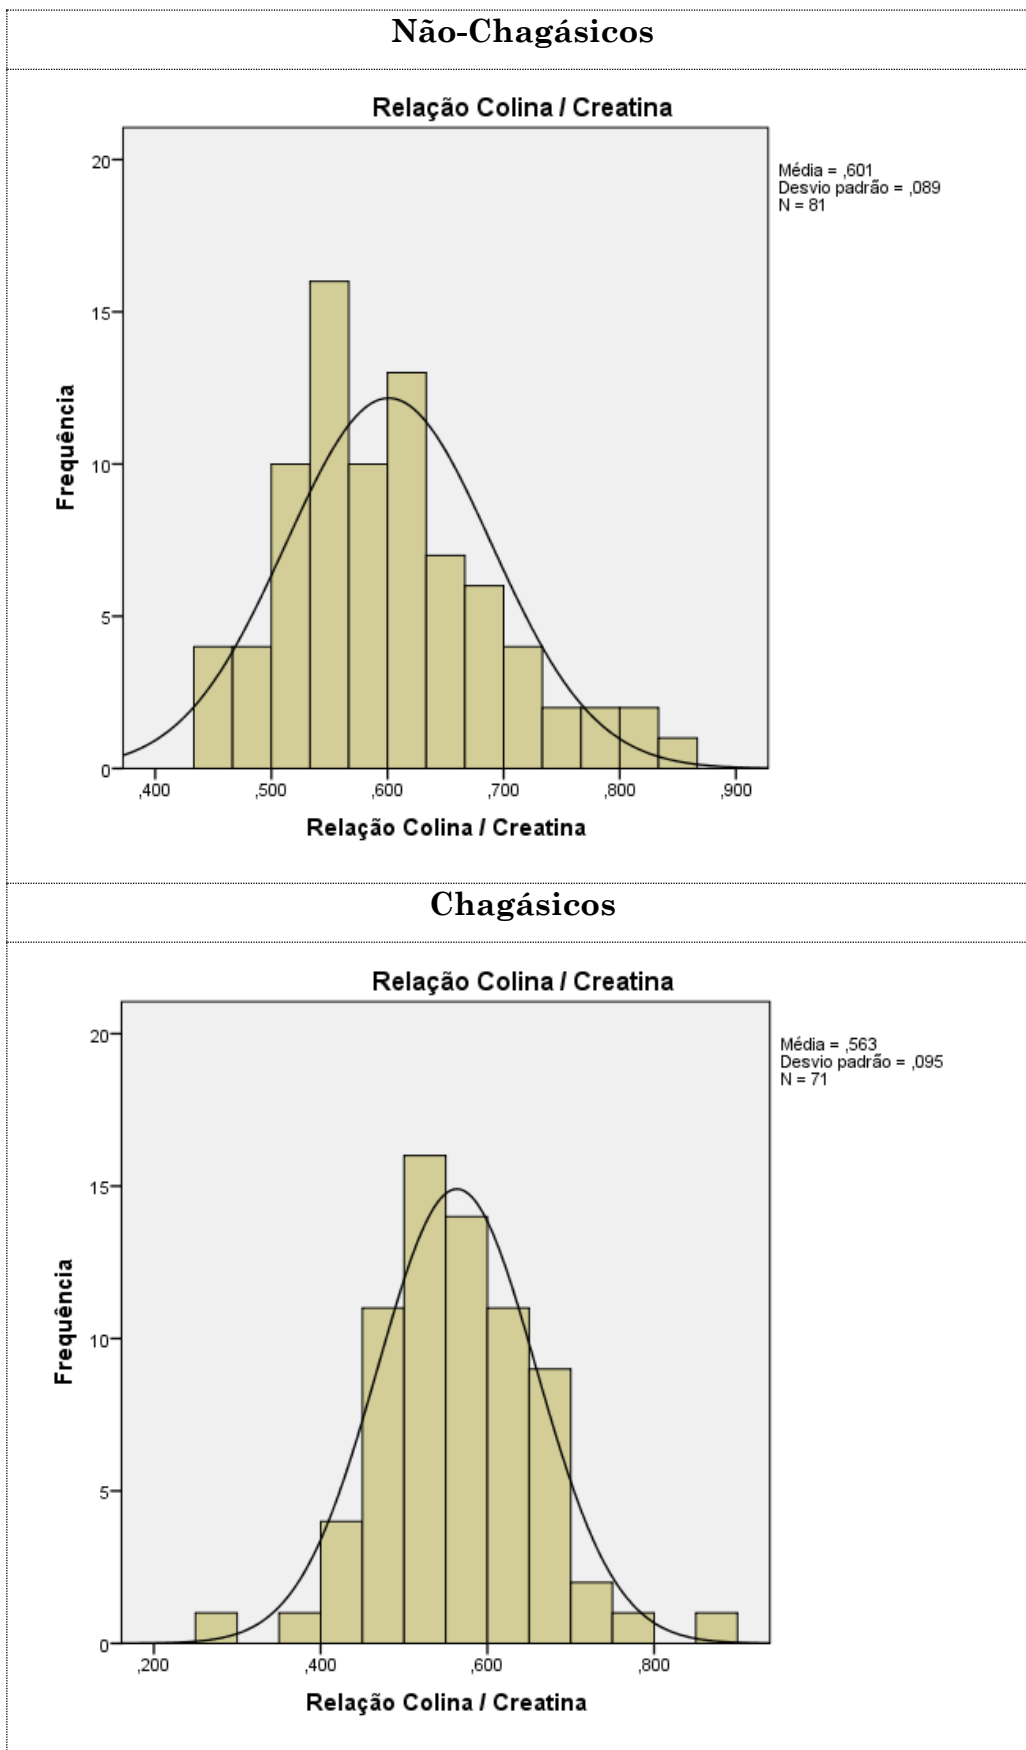 Não-Chagásicos
Relação Colina / Creatina
Média = ,601
Desvio padrão = ,089
N = 81
20
15
10
5
0
Frequência
,400 ,500 ,600 ,700 ,800 ,900
Relação Colina / Creatina
Chagásicos
Relação Colina / Creatina
Média = ,563
Desvio padrão = ,095
N = 71
20
15
10
5
0
Frequência
,200 ,400 ,600 ,800
Relação Colina / Creatina